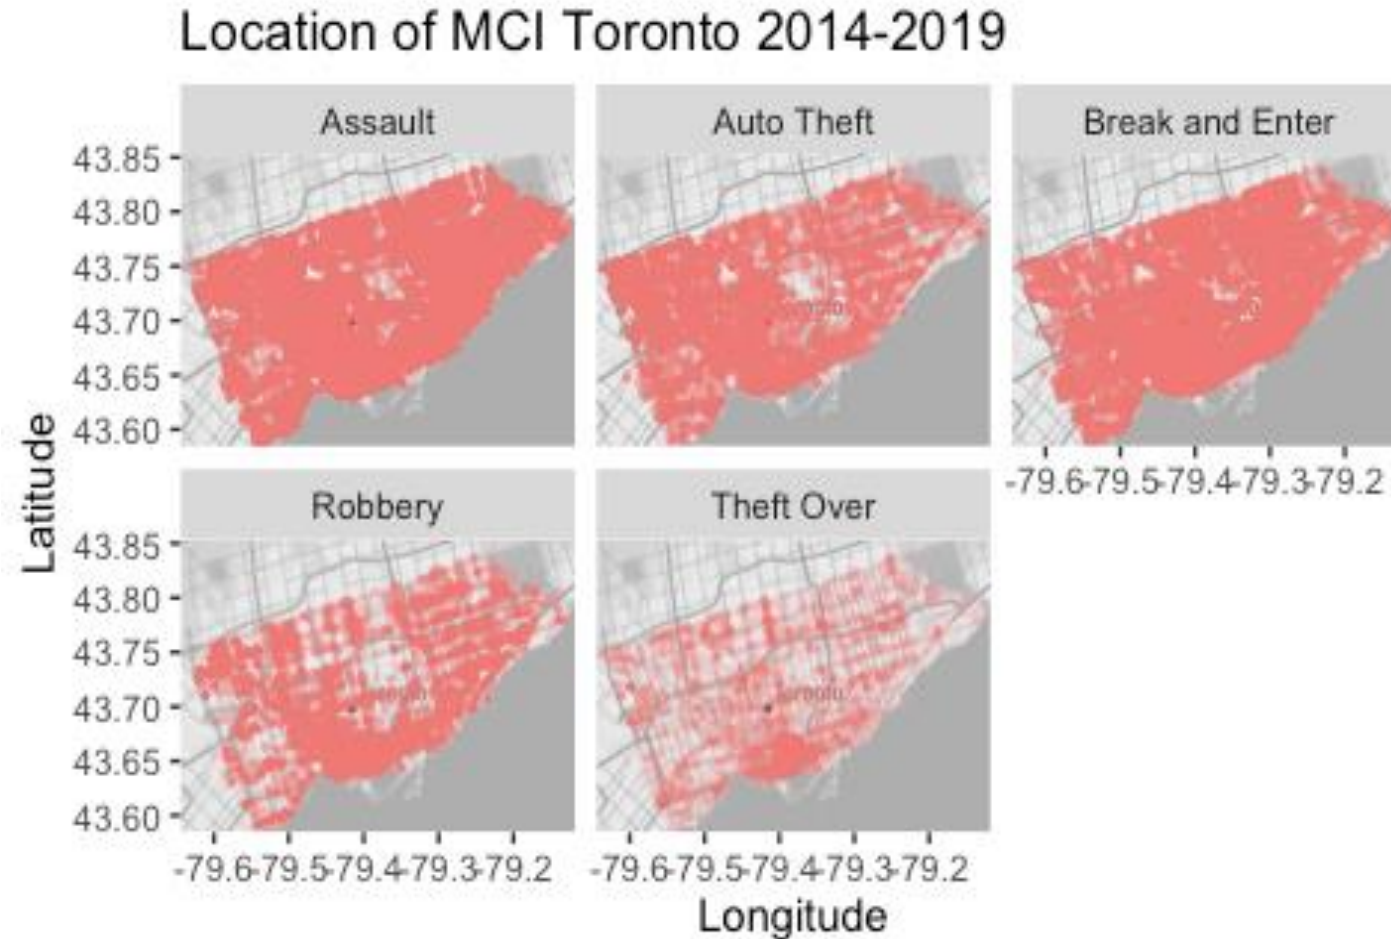 Location of MCI Toronto 2014-2019
Assault
Auto Theft
Break and Enter
43.85
43.80
43.75
43.70
43.65
43.60
-79.6 -79.5 -79.4 -79.3 -79.2
Latitude
Robbery
Theft Over
43.85
43.80
43.75
43.70
43.65
43.60
-79.6 -79.5 -79.4 -79.3 -79.2
-79.6 -79.5 -79.4 -79.3 -79.2
Longitude